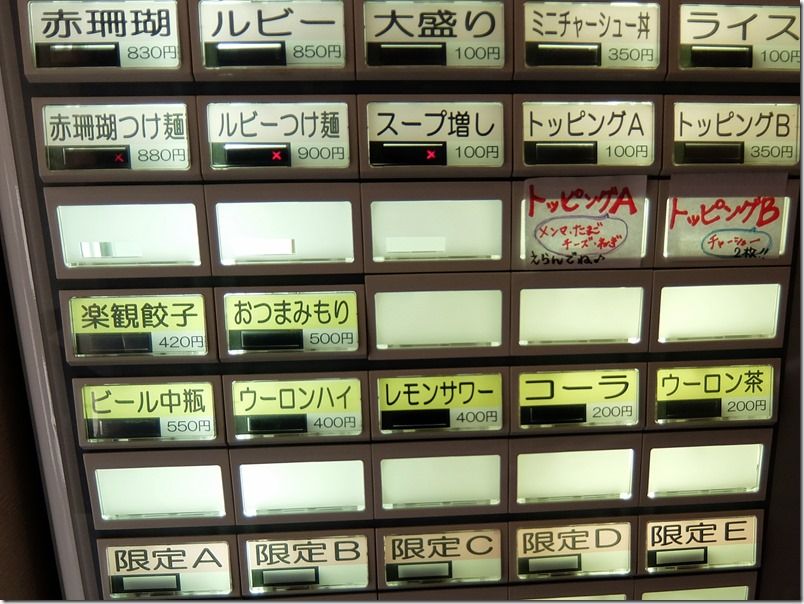 赤珊瑚
830円
ルビー
850円
大盛り
100円
ミニチャーシュー丼
350円
ライス
100円
赤珊瑚つけ麺
× 880円
ルビーつけ麺
× 900円
スープ増し
× 100円
トッピングA
100円
トッピングB
350円
トッピングA
メンマ・たまご
チーズ・ねぎ
えらんでね♪
トッピングB
チャーシュー
2枚!!
楽観餃子
420円
おつまみもり
500円
ビール中瓶
550円
ウーロンハイ
400円
レモンサワー
400円
コーラ
200円
ウーロン茶
200円
限定A
限定B
限定C
限定D
限定E